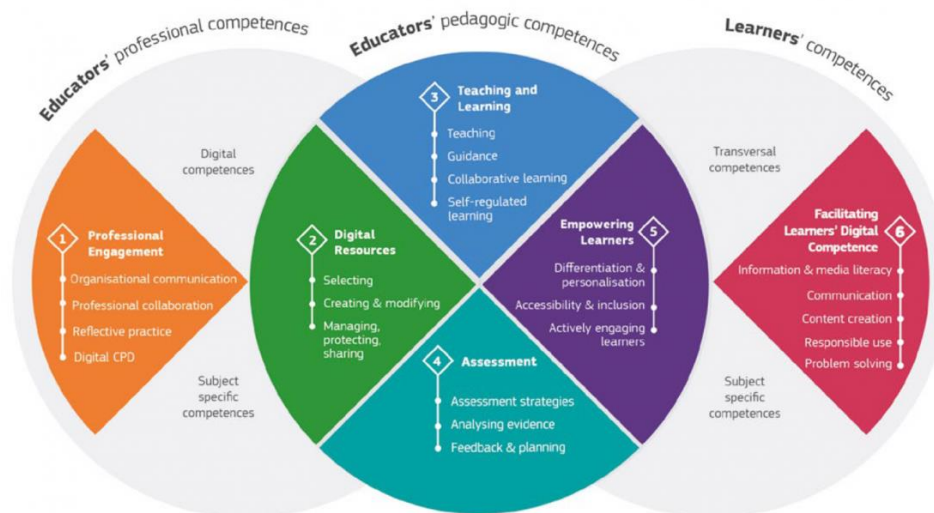 Educators' professional competences
Educators' pedagogic competences
Learners' competences
Digital
competences
Subject
specific
competences
1
Professional
Engagement
Organisational communication
Professional collaboration
Reflective practice
Digital CPD
2
Digital
Resources
Selecting
Creating & modifying
Managing,
protecting,
sharing
3
Teaching and
Learning
Teaching
Guidance
Collaborative learning
Self-regulated
learning
4
Assessment
Assessment strategies
Analysing evidence
Feedback & planning
Empowering
Learners
5
Differentiation &
personalisation
Accessibility & inclusion
Actively engaging
learners
Transversal
competences
Subject
specific
competences
Facilitating
Learners' Digital
Competence
6
Information & media literacy
Communication
Content creation
Responsible use
Problem solving